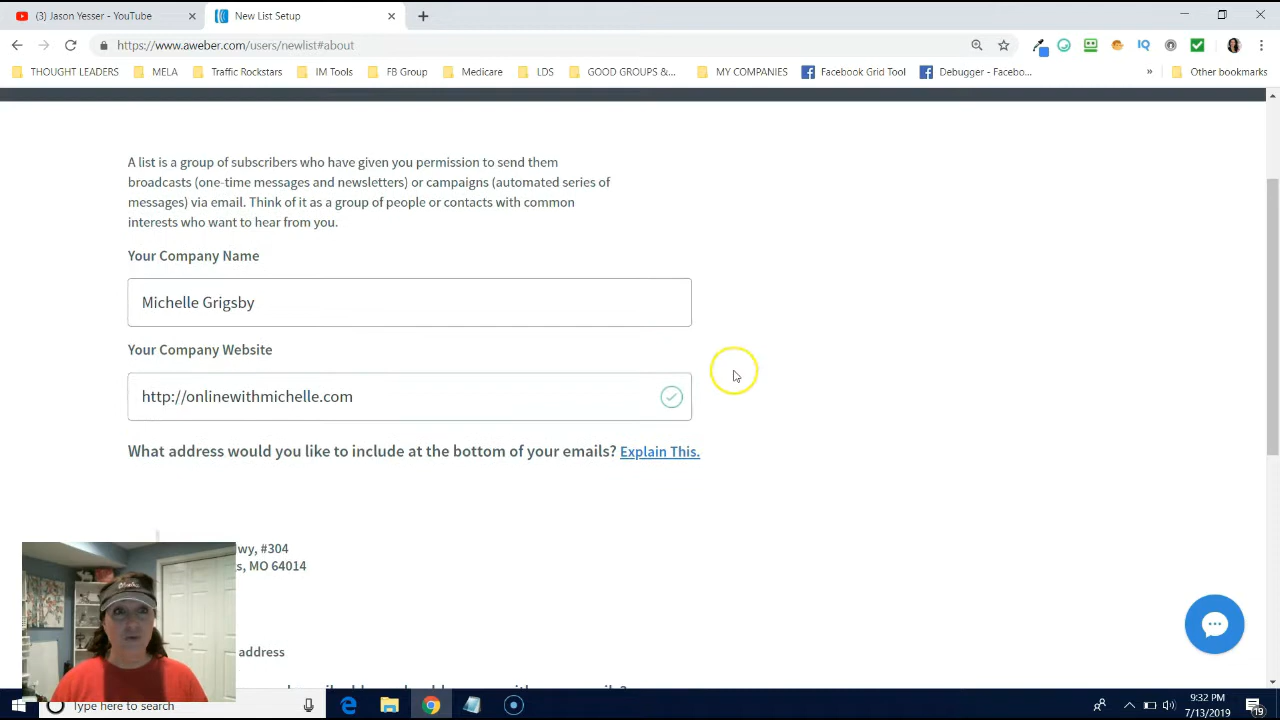 (3) Jason Yesser - YouTube
New List Setup
https://www.aweber.com/users/newlist#about
THOUGHT LEADERS
MELA
Traffic Rockstars
IM Tools
FB Group
Medicare
LDS
GOOD GROUPS &...
MY COMPANIES
Facebook Grid Tool
Debugger - Facebo...
»
Other bookmarks
A list is a group of subscribers who have given you permission to send them
broadcasts (one-time messages and newsletters) or campaigns (automated series of
messages) via email. Think of it as a group of people or contacts with common
interests who want to hear from you.
Your Company Name
Michelle Grigsby
Your Company Website
http://onlinewithmichelle.com
What address would you like to include at the bottom of your emails? Explain This.
wy, #304
s, MO 64014
address
Type here to search
9:32 PM
7/13/2019
19